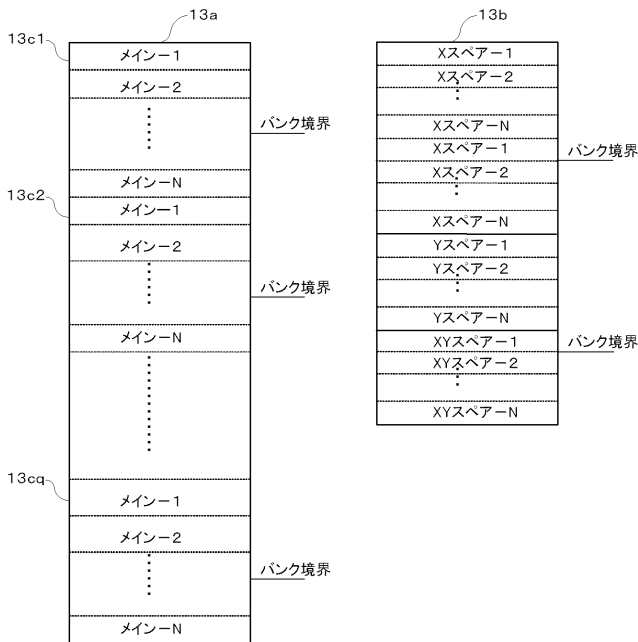 13a
13c1
メインー1
メインー2
バンク境界
メインーN
13c2
メインー1
メインー2
バンク境界
メインーN
13cq
メインー1
メインー2
バンク境界
メインーN
13b
Xスペアー1
Xスペアー2
XスペアーN
Xスペアー1
バンク境界
Xスペアー2
XスペアーN
Yスペアー1
Yスペアー2
YスペアーN
XYスペアー1
バンク境界
XYスペアー2
XYスペアーN